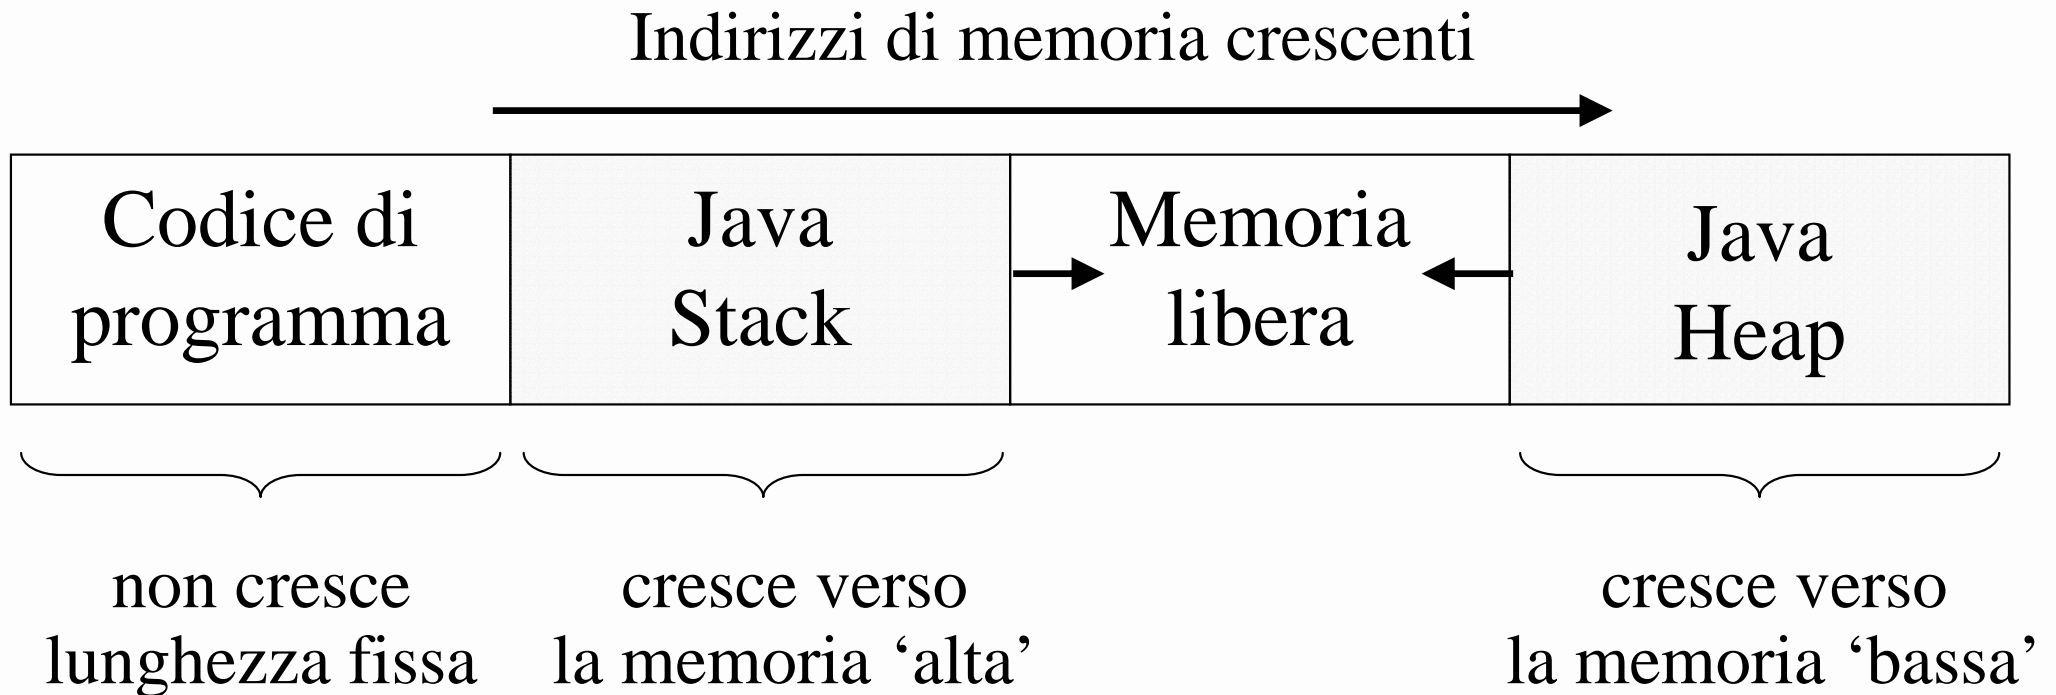 Indirizzi di memoria crescenti
Codice di
programma
Java
Stack
Memoria
libera
Java
Heap
non cresce
lunghezza fissa
cresce verso
la memoria ‘alta’
cresce verso
la memoria ‘bassa’